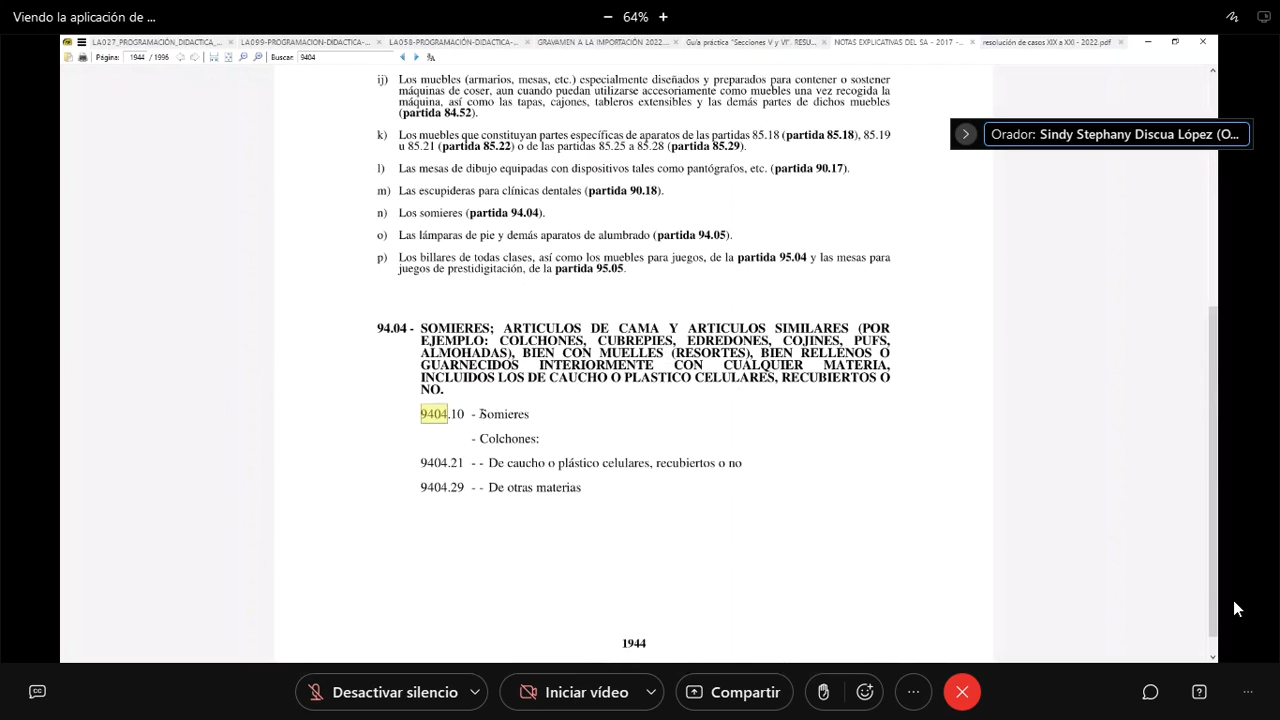 Viendo la aplicación de ...
64%
LA027_PROGRAMACIÓN_DIDACTICA_...
LA099-PROGRAMACION-DIDACTICA-...
LA058-PROGRAMACIÓN-DIDACTICA-...
GRAVAMEN A LA IMPORTACIÓN 2022....
Guía práctica "Secciones V y VI". RESU...
NOTAS EXPLICATIVAS DEL SA - 2017 -...
resolución de casos XIX a XXI - 2022.pdf
Página: 1944 / 1996
Buscar: 9404
Orador: Sindy Stephany Discua López (O...
ij) Los muebles (armarios, mesas, etc.) especialmente diseñados y preparados para contener o sostener
máquinas de coser, aun cuando puedan utilizarse accesoriamente como muebles una vez recogida la
máquina, así como las tapas, cajones, tableros extensibles y las demás partes de dichos muebles
(partida 84.52).
k) Los muebles que constituyan partes específicas de aparatos de las partidas 85.18 (partida 85.18), 85.19
u 85.21 (partida 85.22) o de las partidas 85.25 a 85.28 (partida 85.29).
l) Las mesas de dibujo equipadas con dispositivos tales como pantógrafos, etc. (partida 90.17).
m) Las escupideras para clínicas dentales (partida 90.18).
n) Los somieres (partida 94.04).
o) Las lámparas de pie y demás aparatos de alumbrado (partida 94.05).
p) Los billares de todas clases, así como los muebles para juegos, de la partida 95.04 y las mesas para
juegos de prestidigitación, de la partida 95.05.
94.04 - SOMIERES; ARTICULOS DE CAMA Y ARTICULOS SIMILARES (POR
EJEMPLO: COLCHONES, CUBREPIES, EDREDONES, COJINES, PUFS,
ALMOHADAS), BIEN CON MUELLES (RESORTES), BIEN RELLENOS O
GUARNECIDOS INTERIORMENTE CON CUALQUIER MATERIA,
INCLUIDOS LOS DE CAUCHO O PLASTICO CELULARES, RECUBIERTOS O
NO.
9404.10 - Somieres
- Colchones:
9404.21 - - De caucho o plástico celulares, recubiertos o no
9404.29 - - De otras materias
1944
Desactivar silencio
Iniciar vídeo
Compartir